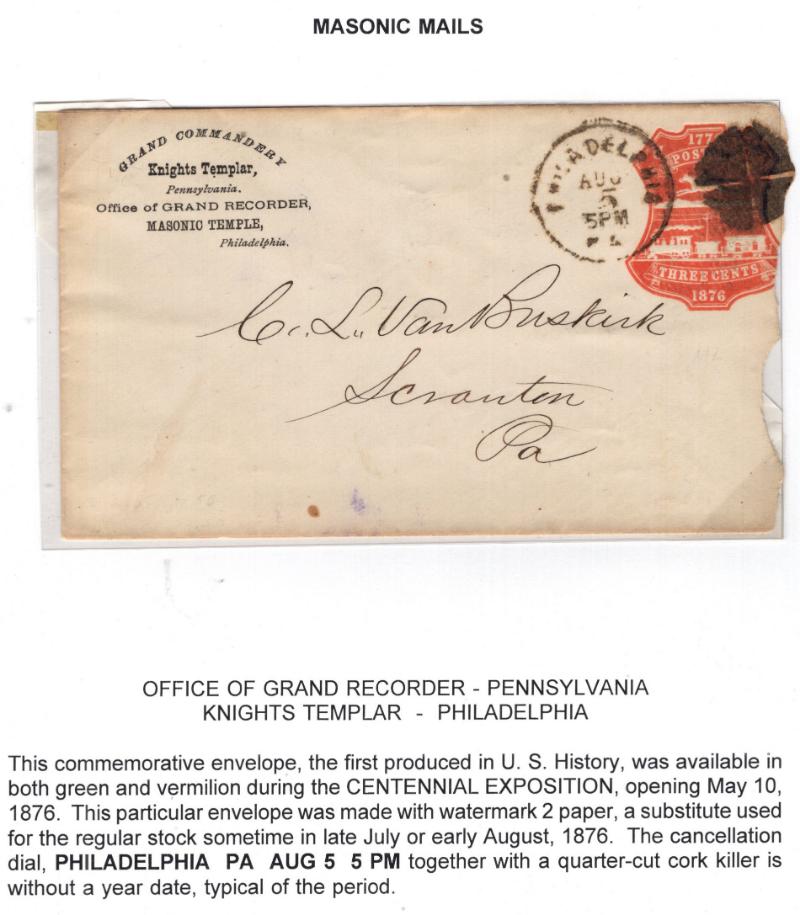 MASONIC MAILS
GRAND COMMANDERY
Knights Templar,
Pennsylvania.
Office of GRAND RECORDER,
MASONIC TEMPLE,
Philadelphia.
PHILADELPHIA
AUG
5
5PM
PA
177
POS
THREE CENTS
1876
C. L. Van Buskirk
Scranton
Pa
OFFICE OF GRAND RECORDER - PENNSYLVANIA
KNIGHTS TEMPLAR - PHILADELPHIA
This commemorative envelope, the first produced in U. S. History, was available in
both green and vermilion during the CENTENNIAL EXPOSITION, opening May 10,
1876. This particular envelope was made with watermark 2 paper, a substitute used
for the regular stock sometime in late July or early August, 1876. The cancellation
dial, PHILADELPHIA PA AUG 5 5 PM together with a quarter-cut cork killer is
without a year date, typical of the period.